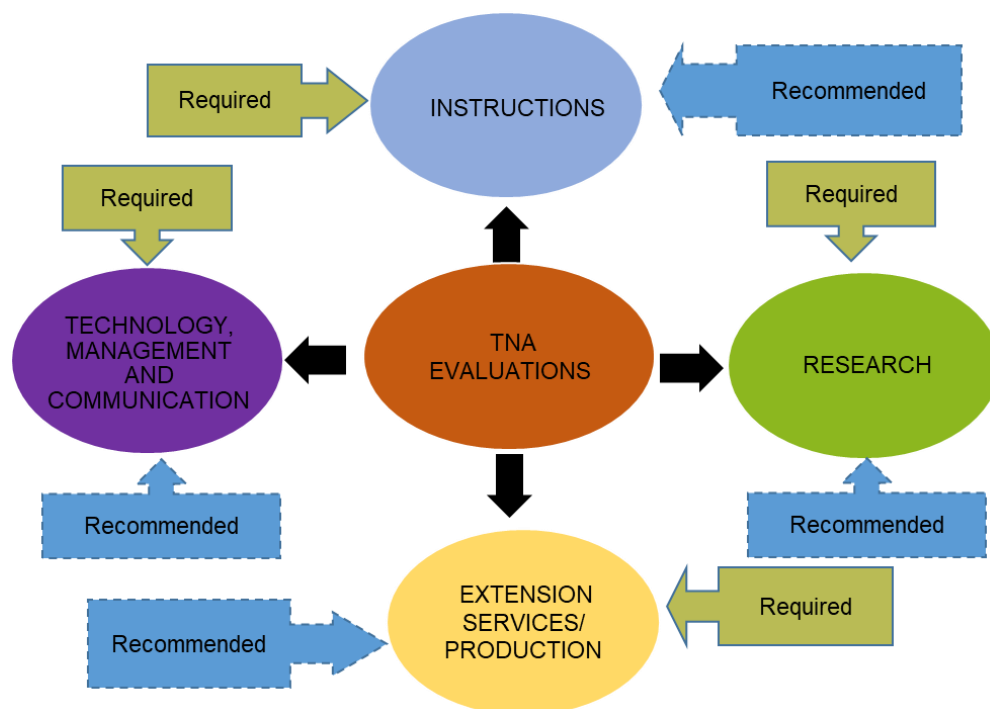 Required
INSTRUCTIONS
Recommended
Required
Required
TECHNOLOGY,
MANAGEMENT
AND
COMMUNICATION
TNA
EVALUATIONS
RESEARCH
Recommended
Recommended
Recommended
EXTENSION
SERVICES/
PRODUCTION
Required